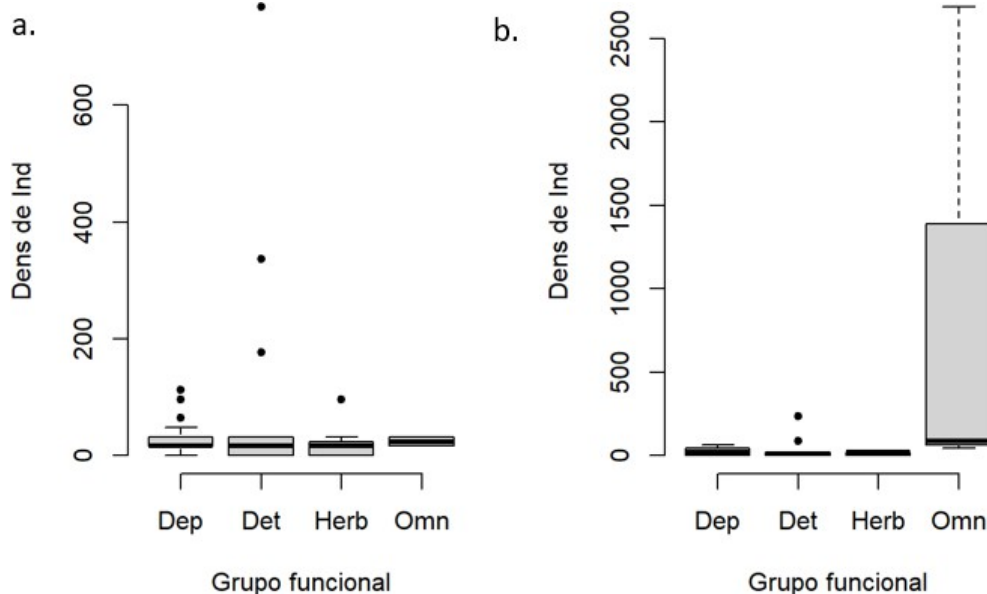 a.
Dens de Ind
600
400
200
0
Dep Det Herb Omn
Grupo funcional
b.
Dens de Ind
2500
2000
1500
1000
500
0
Dep Det Herb Omn
Grupo funcional